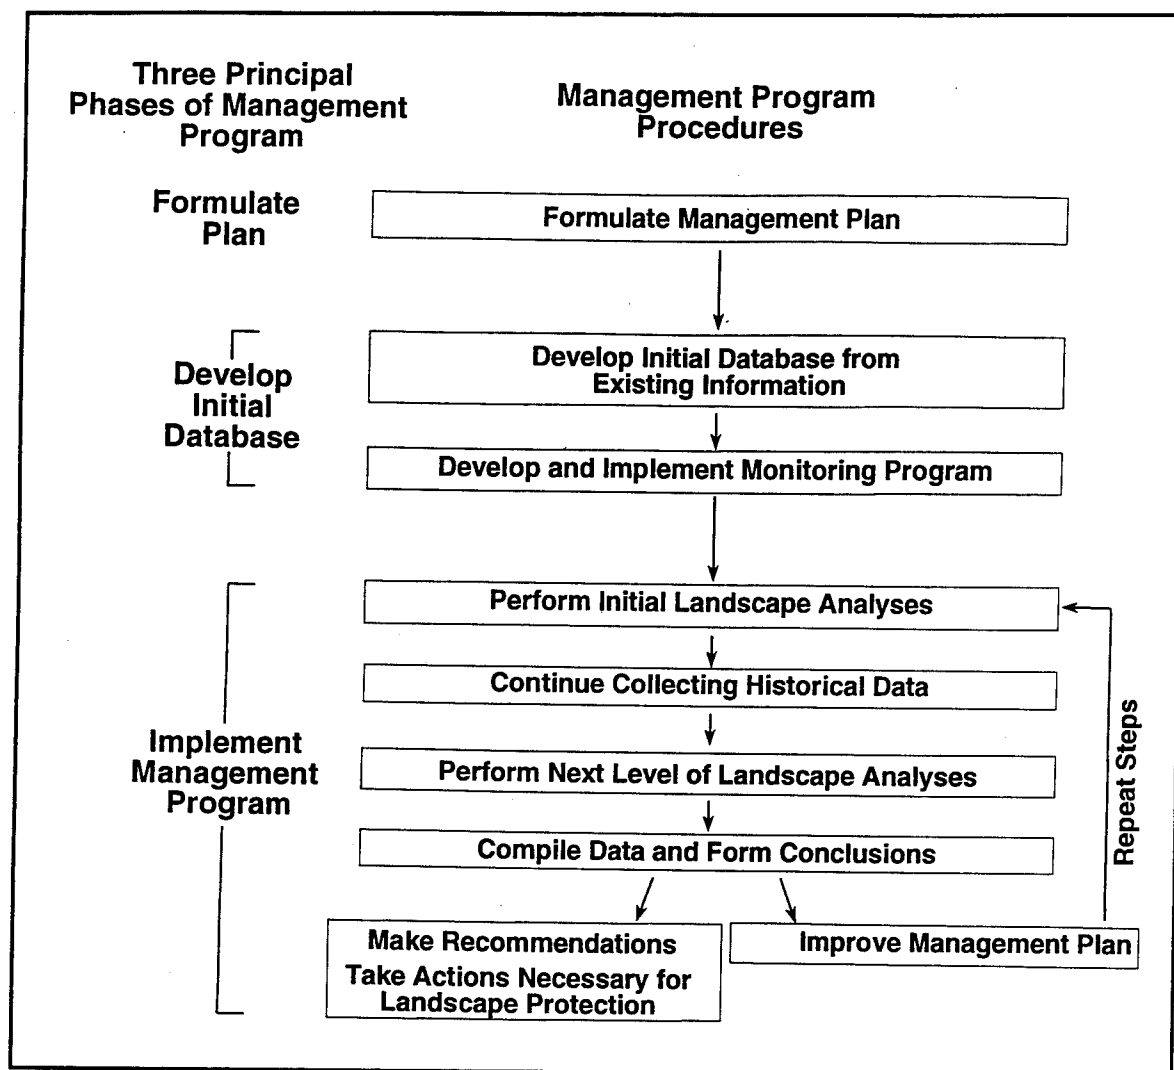 Three Principal
Phases of Management
Program
Management Program
Procedures
Formulate
Plan
Formulate Management Plan
Develop
Initial
Database
Develop Initial Database from
Existing Information
Develop and Implement Monitoring Program
Implement
Management
Program
Perform Initial Landscape Analyses
Continue Collecting Historical Data
Perform Next Level of Landscape Analyses
Compile Data and Form Conclusions
Make Recommendations
Take Actions Necessary for
Landscape Protection
Improve Management Plan
Repeat Steps